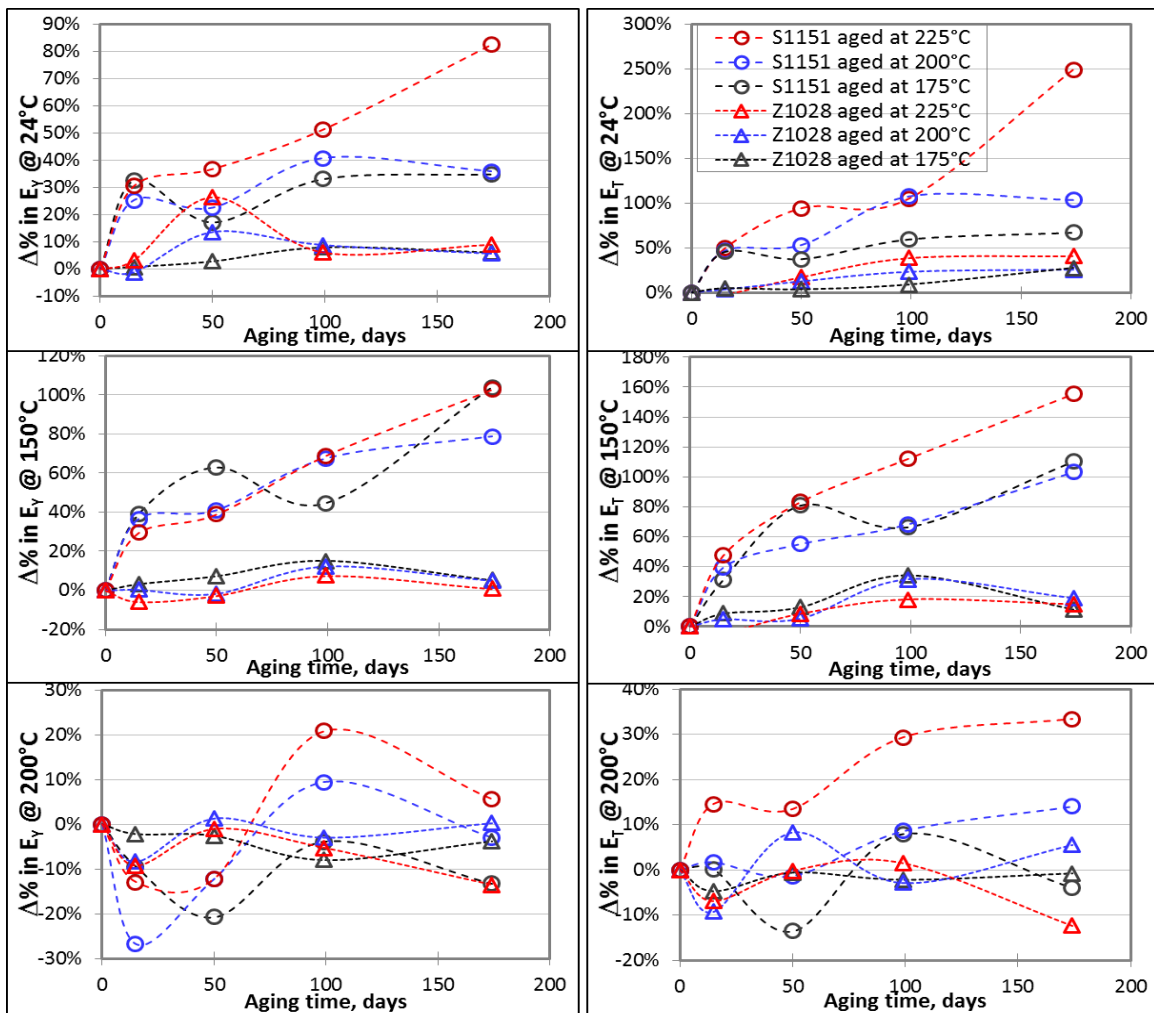 90%
80%
70%
60%
50%
40%
30%
20%
10%
0%
-10%
Δ% in EY @ 24°C
0 50 100 150 200
Aging time, days
300%
250%
200%
150%
100%
50%
0%
Δ% in ET @ 24°C
S1151 aged at 225°C
S1151 aged at 200°C
S1151 aged at 175°C
Z1028 aged at 225°C
Z1028 aged at 200°C
Z1028 aged at 175°C
0 50 100 150 200
Aging time, days
120%
100%
80%
60%
40%
20%
0%
-20%
Δ% in EY @ 150°C
0 50 100 150 200
Aging time, days
180%
160%
140%
120%
100%
80%
60%
40%
20%
0%
Δ% in ET @ 150°C
0 50 100 150 200
Aging time, days
30%
20%
10%
0%
-10%
-20%
-30%
Δ% in EY @ 200°C
0 50 100 150 200
Aging time, days
40%
30%
20%
10%
0%
-10%
-20%
Δ% in ET @ 200°C
0 50 100 150 200
Aging time, days